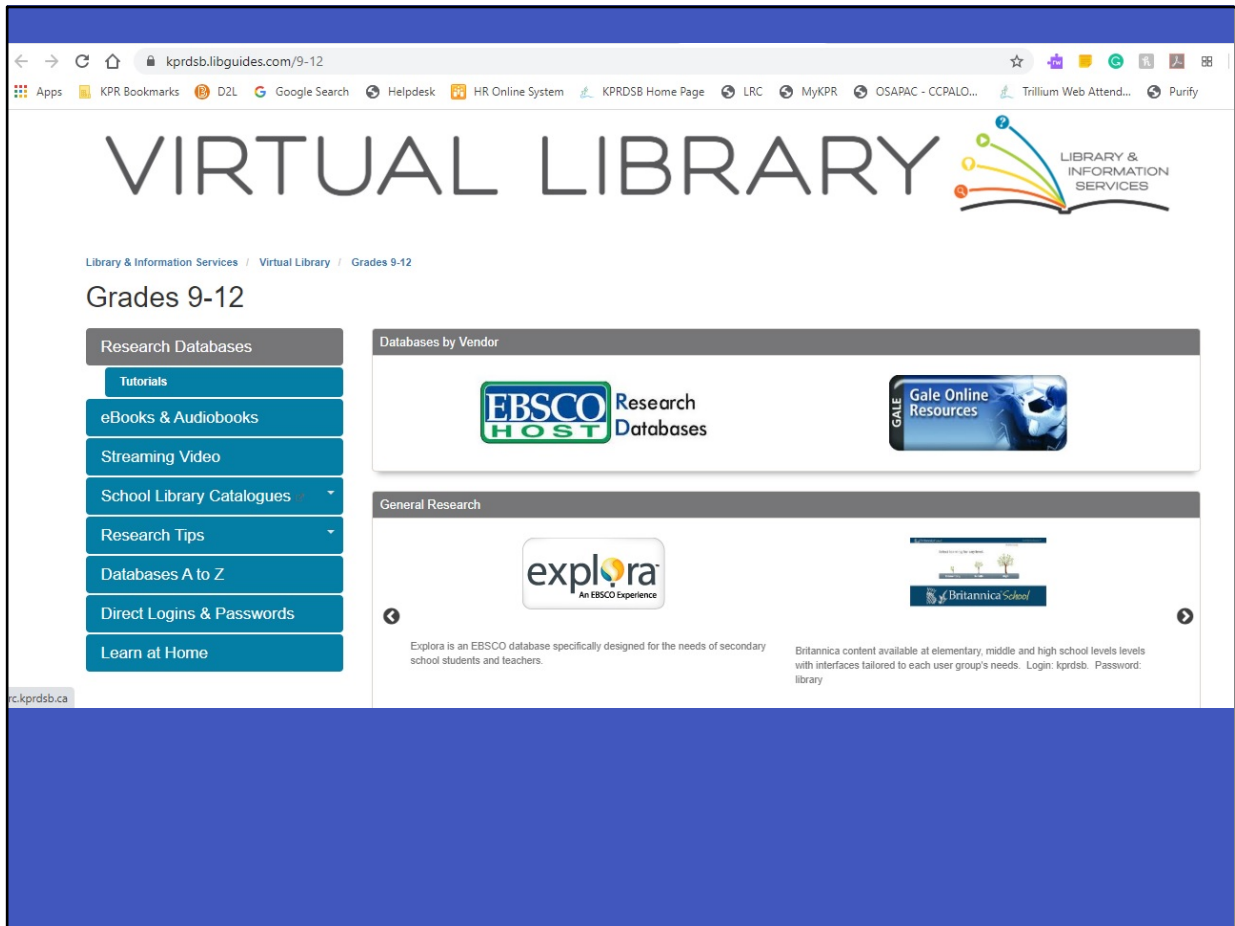 kprdsb.libguides.com/9-12
Apps KPR Bookmarks D2L Google Search Helpdesk HR Online System KPRDSB Home Page LRC MyKPR OSAPAC - CCPALO... Trillium Web Attend... Purify
VIRTUAL LIBRARY
LIBRARY &
INFORMATION
SERVICES
Library & Information Services / Virtual Library / Grades 9-12
Grades 9-12
Research Databases
Tutorials
eBooks & Audiobooks
Streaming Video
School Library Catalogues
Research Tips
Databases A to Z
Direct Logins & Passwords
Learn at Home
Databases by Vendor
EBSCO
HOST
Research
Databases
GALE
Gale Online
Resources
General Research
explora
An EBSCO Experience
Explora is an EBSCO database specifically designed for the needs of secondary
school students and teachers.
Britannica School
Britannica content available at elementary, middle and high school levels levels
with interfaces tailored to each user group's needs. Login: kprdsb. Password:
library
rc.kprdsb.ca